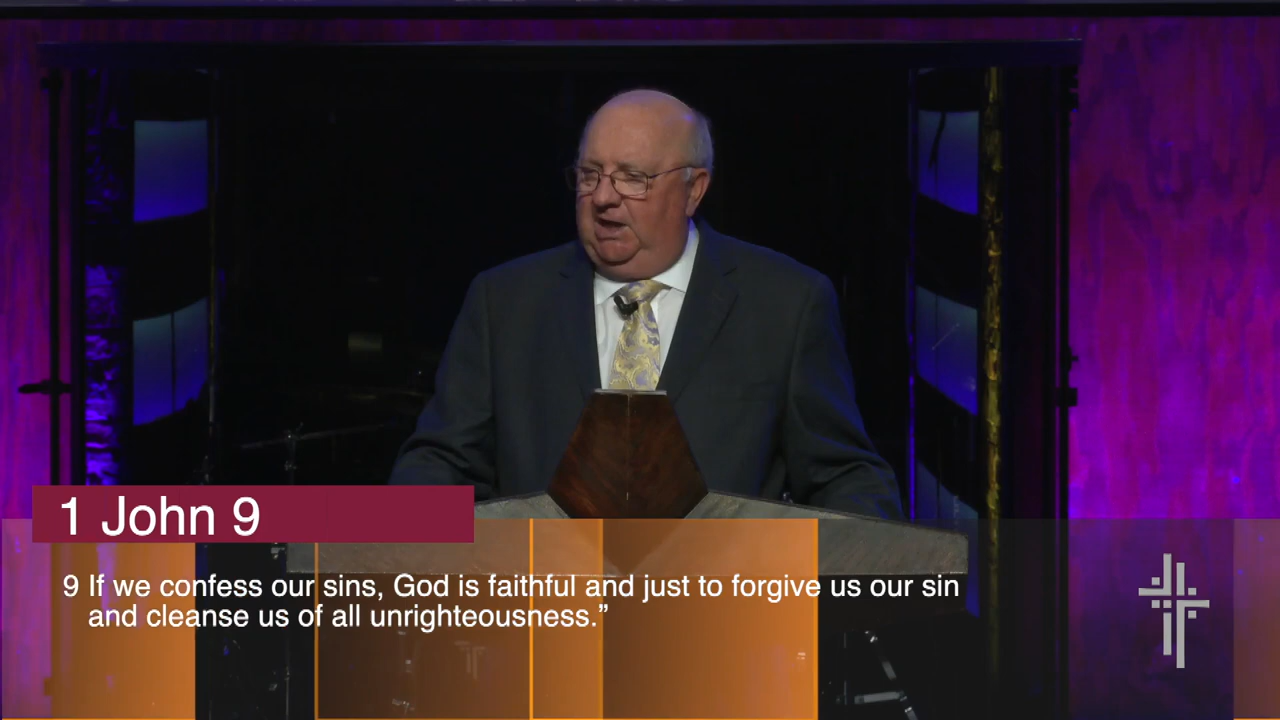 1 John 9
9 If we confess our sins, God is faithful and just to forgive us our sin
and cleanse us of all unrighteousness.”